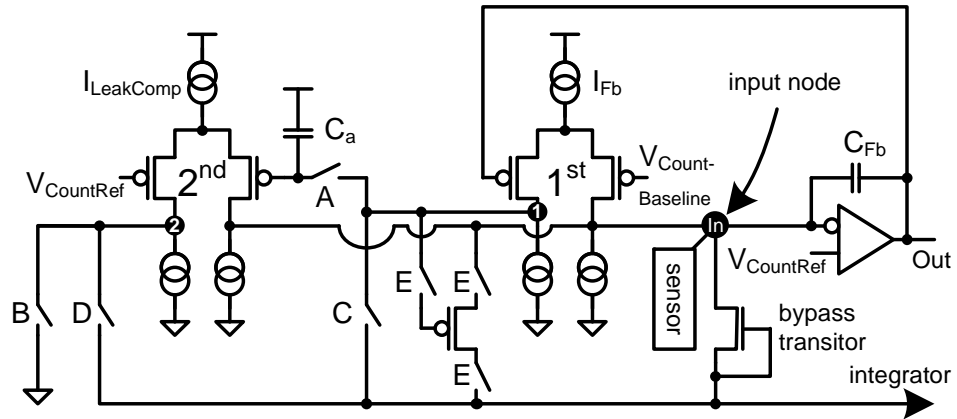 I_LeakComp
I_Fb
input node
C_a
C_Fb
2nd
1st
V_Count-
Baseline
V_CountRef
A
1
2
In
V_CountRef
Out
sensor
B
D
C
E
E
E
bypass
transitor
integrator